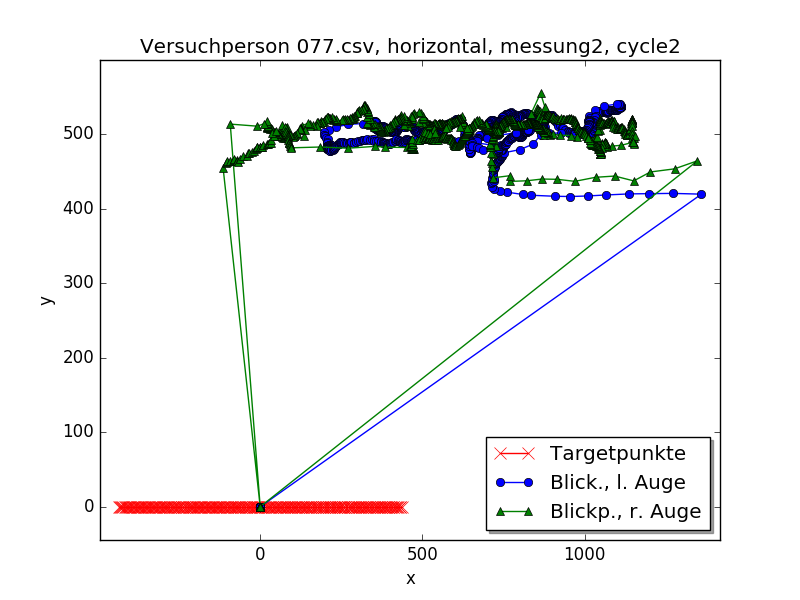 Versuchperson 077.csv, horizontal, messung2, cycle2
500
400
300
200
100
0
y
0 500 1000
x
Targetpunkte
Blick., l. Auge
Blickp., r. Auge